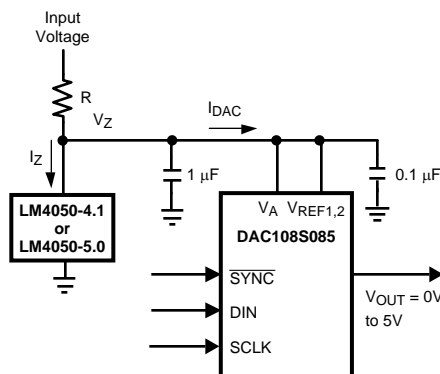 Input
Voltage
R
V_Z
I_DAC
I_Z
1 μF
0.1 μF
LM4050-4.1
or
LM4050-5.0
V_A V_REF1,2
DAC108S085
SYNC
DIN
SCLK
V_OUT = 0V
to 5V